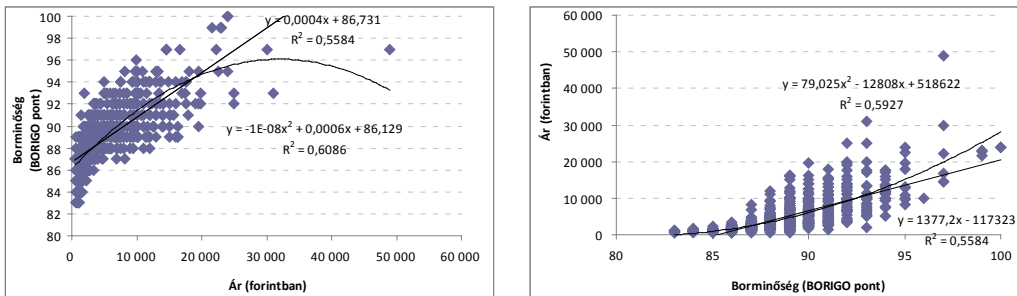 Borminőség
(BORIGO pont)
100
98
96
94
92
90
88
86
84
82
80
y = 0,0004x + 86,731
R² = 0,5584
y = -1E-08x² + 0,0006x + 86,129
R² = 0,6086
0
10 000
20 000
30 000
40 000
50 000
60 000
Ár (forintban)
Ár (forintban)
60 000
50 000
40 000
30 000
20 000
10 000
0
y = 79,025x² - 12808x + 518622
R² = 0,5927
y = 1377,2x - 117323
R² = 0,5584
80
85
90
95
100
Borminőség (BORIGO pont)